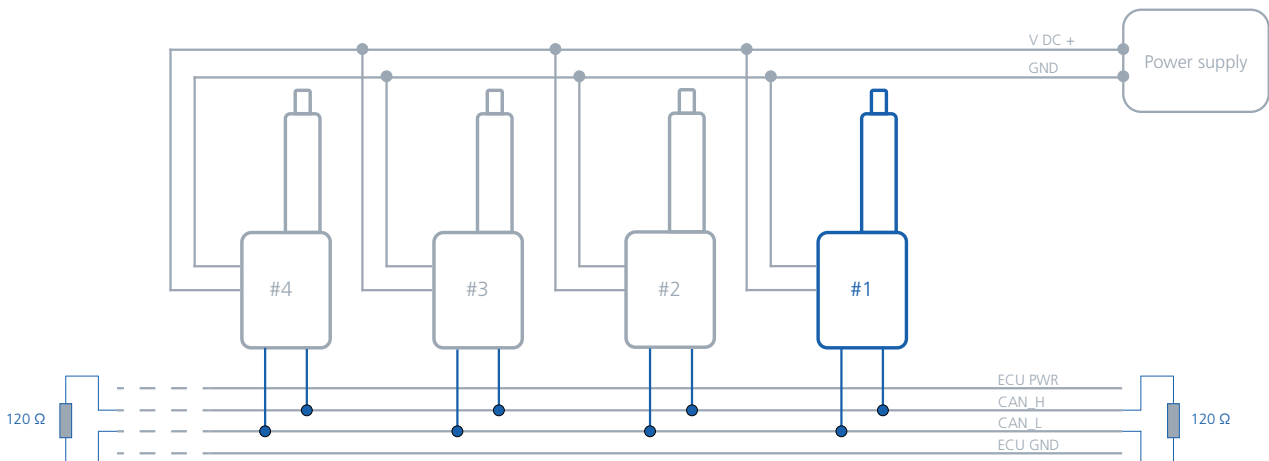 V DC +
GND
Power supply
#4
#3
#2
#1
ECU PWR
CAN_H
CAN_L
ECU GND
120 Ω
120 Ω